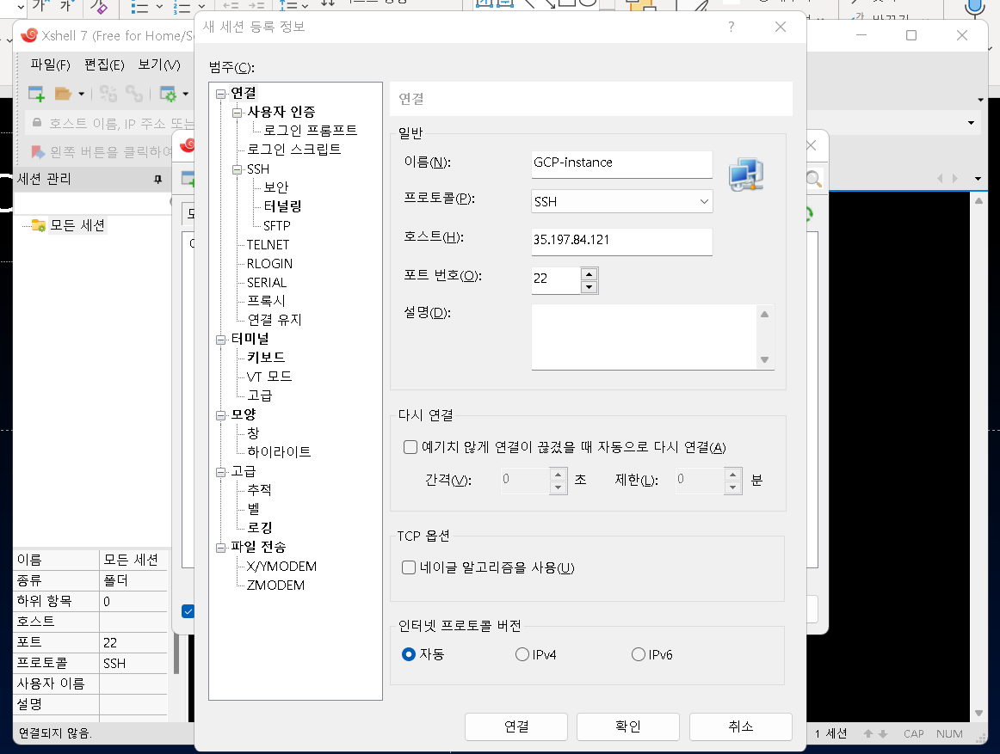 Xshell 7 (Free for Home/S
파일(F) 편집(E) 보기(V)
호스트 이름, IP 주소 또는
왼쪽 버튼을 클릭하여
세션 관리
모든 세션
이름 모든 세션
종류 폴더
하위 항목 0
호스트
포트 22
프로토콜 SSH
사용자 이름
설명
연결되지 않음.
새 세션 등록 정보
?
범주(C):
연결
사용자 인증
로그인 프롬프트
로그인 스크립트
SSH
보안
터널링
SFTP
TELNET
RLOGIN
SERIAL
프록시
연결 유지
터미널
키보드
VT 모드
고급
모양
창
하이라이트
고급
추적
벨
로깅
파일 전송
X/YMODEM
ZMODEM
연결
일반
이름(N): GCP-instance
프로토콜(P): SSH
호스트(H): 35.197.84.121
포트 번호(O): 22
설명(D):
다시 연결
예기치 않게 연결이 끊겼을 때 자동으로 다시 연결(A)
간격(V): 0 초 제한(L): 0 분
TCP 옵션
네이글 알고리즘을 사용(U)
인터넷 프로토콜 버전
자동 IPv4 IPv6
연결 확인 취소
1 세션 CAP NUM